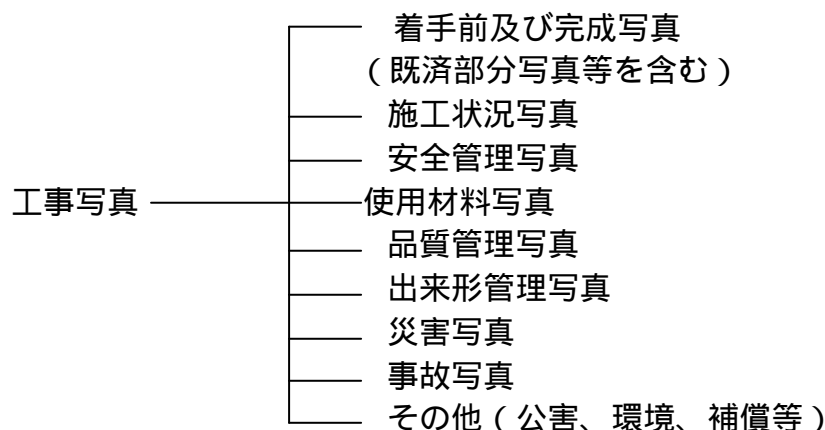 着手前及び完成写真
（既済部分写真等を含む）
施工状況写真
安全管理写真
工事写真
使用材料写真
品質管理写真
出来形管理写真
災害写真
事故写真
その他（公害、環境、補償等）